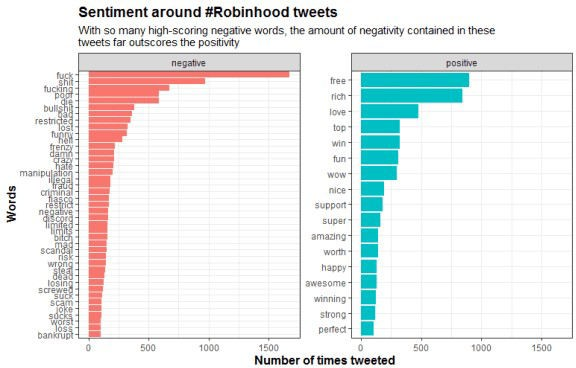 Sentiment around #Robinhood tweets
With so many high-scoring negative words, the amount of negativity contained in these
tweets far outscores the positivity
negative
positive
Words
fuck
shit
fucking
poor
die
bullshit
bad
restricted
lost
funny
hell
frenzy
damn
crazy
hate
manipulation
illegal
fraud
criminal
fiasco
restrict
negative
discord
limited
limits
bitch
mad
scandal
risk
wrong
steal
dead
losing
screwed
suck
scam
joke
sucks
worst
loss
bankrupt
free
rich
love
top
win
fun
wow
nice
support
super
amazing
worth
happy
awesome
winning
strong
perfect
0 500 1000 1500
0 500 1000 1500
Number of times tweeted